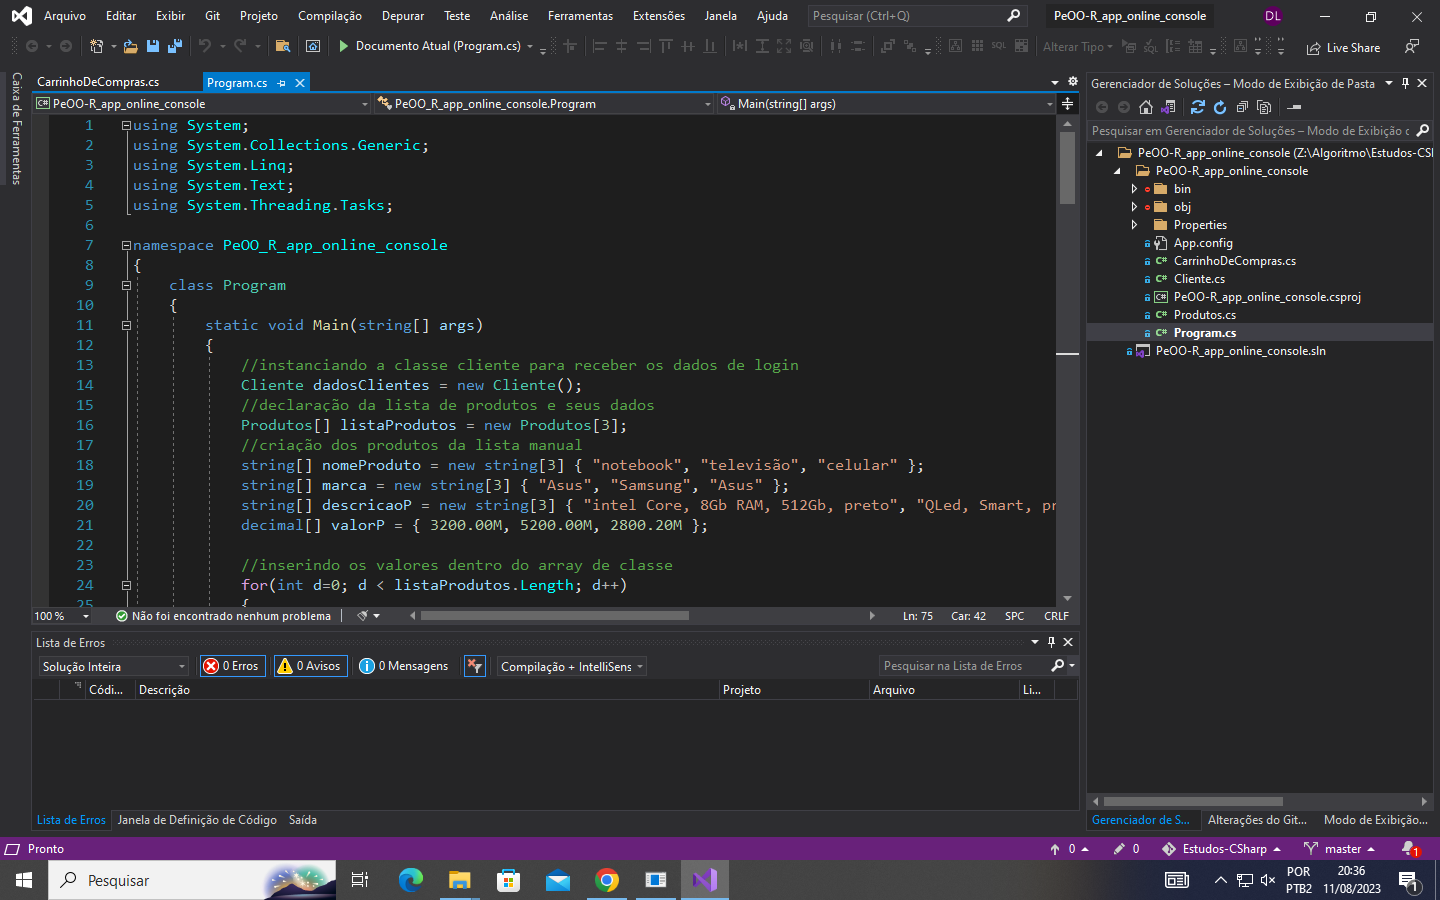 Arquivo Editar Exibir Git Projeto Compilação Depurar Teste Análise Ferramentas Extensões Janela Ajuda Pesquisar (Ctrl+Q) PeOO-R_app_online_console DL
Documento Atual (Program.cs) SQL Alterar Tipo SQL Live Share
Caixa de Ferramentas
CarrinhoDeCompras.cs Program.cs
PeOO-R_app_online_console PeOO_R_app_online_console.Program Main(string[] args)
1 using System;
2 using System.Collections.Generic;
3 using System.Linq;
4 using System.Text;
5 using System.Threading.Tasks;
6
7 namespace PeOO_R_app_online_console
8 {
9 class Program
10 {
11 static void Main(string[] args)
12 {
13 //instanciando a classe cliente para receber os dados de login
14 Cliente dadosClientes = new Cliente();
15 //declaração da lista de produtos e seus dados
16 Produtos[] listaProdutos = new Produtos[3];
17 //criação dos produtos da lista manual
18 string[] nomeProduto = new string[3] { "notebook", "televisão", "celular" };
19 string[] marca = new string[3] { "Asus", "Samsung", "Asus" };
20 string[] descricaoP = new string[3] { "intel Core, 8Gb RAM, 512Gb, preto", "QLed, Smart, pr
21 decimal[] valorP = { 3200.00M, 5200.00M, 2800.20M };
22
23 //inserindo os valores dentro do array de classe
24 for(int d=0; d < listaProdutos.Length; d++)
25 {
100 % Não foi encontrado nenhum problema Ln: 75 Car: 42 SPC CRLF
Lista de Erros
Solução Inteira 0 Erros 0 Avisos 0 Mensagens Compilação + IntelliSens Pesquisar na Lista de Erros
Códi... Descrição Projeto Arquivo Li...
Lista de Erros Janela de Definição de Código Saída
Gerenciador de Soluções – Modo de Exibição de Pasta
Pesquisar em Gerenciador de Soluções – Modo de Exibição d
PeOO-R_app_online_console (Z:\Algoritmo\Estudos-CSl
PeOO-R_app_online_console
bin
obj
Properties
App.config
CarrinhoDeCompras.cs
Cliente.cs
PeOO-R_app_online_console.csproj
Produtos.cs
Program.cs
PeOO-R_app_online_console.sln
Gerenciador de S... Alterações do Git... Modo de Exibição...
Pronto 0 0 Estudos-CSharp master 1
Pesquisar POR 20:36
PTB2 11/08/2023 1